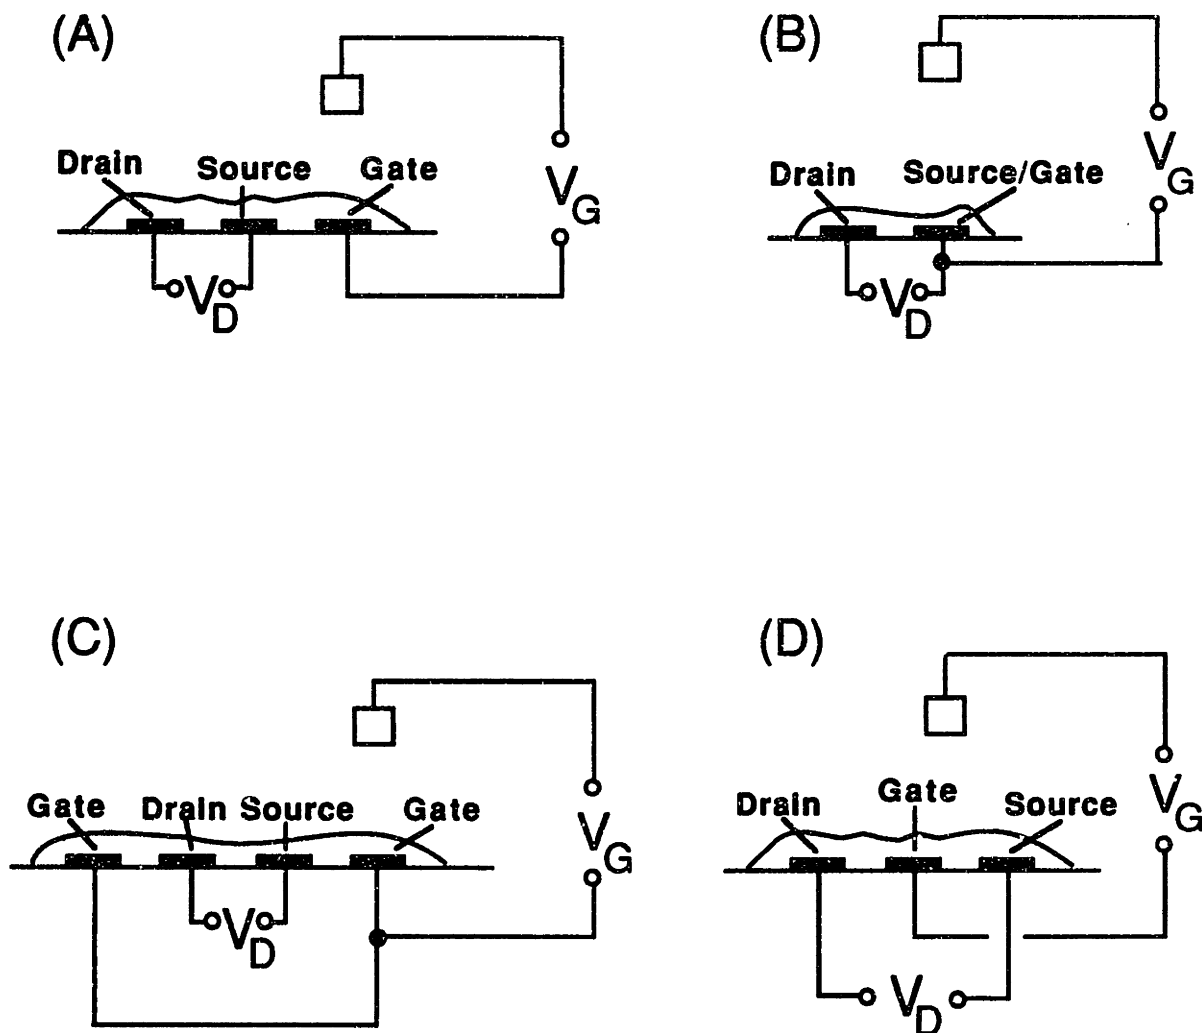 (A)
Drain Source Gate
V_G
V_D
(B)
Drain Source/Gate
V_G
V_D
(C)
Gate Drain Source Gate
V_G
V_D
(D)
Drain Gate Source
V_G
V_D